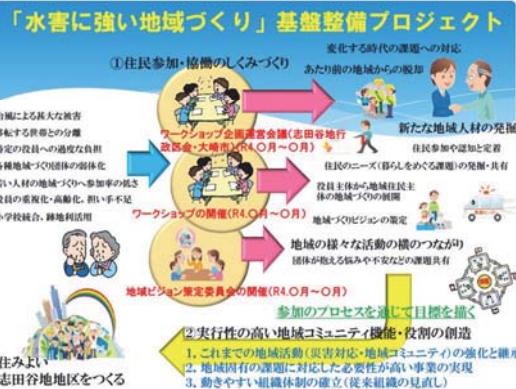 「水害に強い地域づくり」基盤整備プロジェクト
①住民参加・協働のしくみづくり
変化する時代の課題への対応
あたり前の地域からの脱却
風による甚大な被害
移転する世帯との分離
特定の役員への過度な負担
各種地域づくり団体の弱体化
若い人材の地域づくりへ参加率の低さ
役員の重複化・高齢化、担い手不足
小学校統合、跡地利活用
ワークショップ企画運営会議(志田谷地行
政区会・大崎市)(R4.〇月~〇月)
ワークショップの開催(R4.〇月~〇月)
地域ビジョン策定委員会の開催(R4.〇月~〇月)
新たな地域人材の発掘
住民参加や認知と定着
住民のニーズ(暮らしをめぐる課題)の発掘・共有
役員主体から地域住民主
体の地域づくりの展開
地域づくりビジョンの策定
地域の様々な活動の横のつながり
団体が抱える悩みや不安などの課題共有
参加のプロセスを通じて目標を描く
②実行性の高い地域コミュニティ機能・役割の創造
1. これまでの地域活動(災害対応・地域コミュニティ)の強化と継承
2. 地域固有の課題に対応した必要性が高い事業の実現
3. 動きやすい組織体制の確立(従来組織の見直し)
住みよい
志田谷地地区をつくる